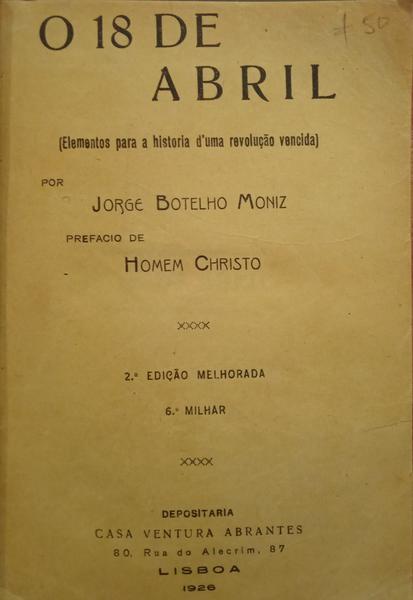 ≠ 50
O 18 DE
ABRIL
(Elementos para a historia d'uma revolução vencida)
POR
JORGE BOTELHO MONIZ
PREFACIO DE
HOMEM CHRISTO
XXXX
2.ª EDIÇÃO MELHORADA
6.º MILHAR
XXXX
DEPOSITARIA
CASA VENTURA ABRANTES
80, Rua do Alecrim, 87
LISBOA
1926